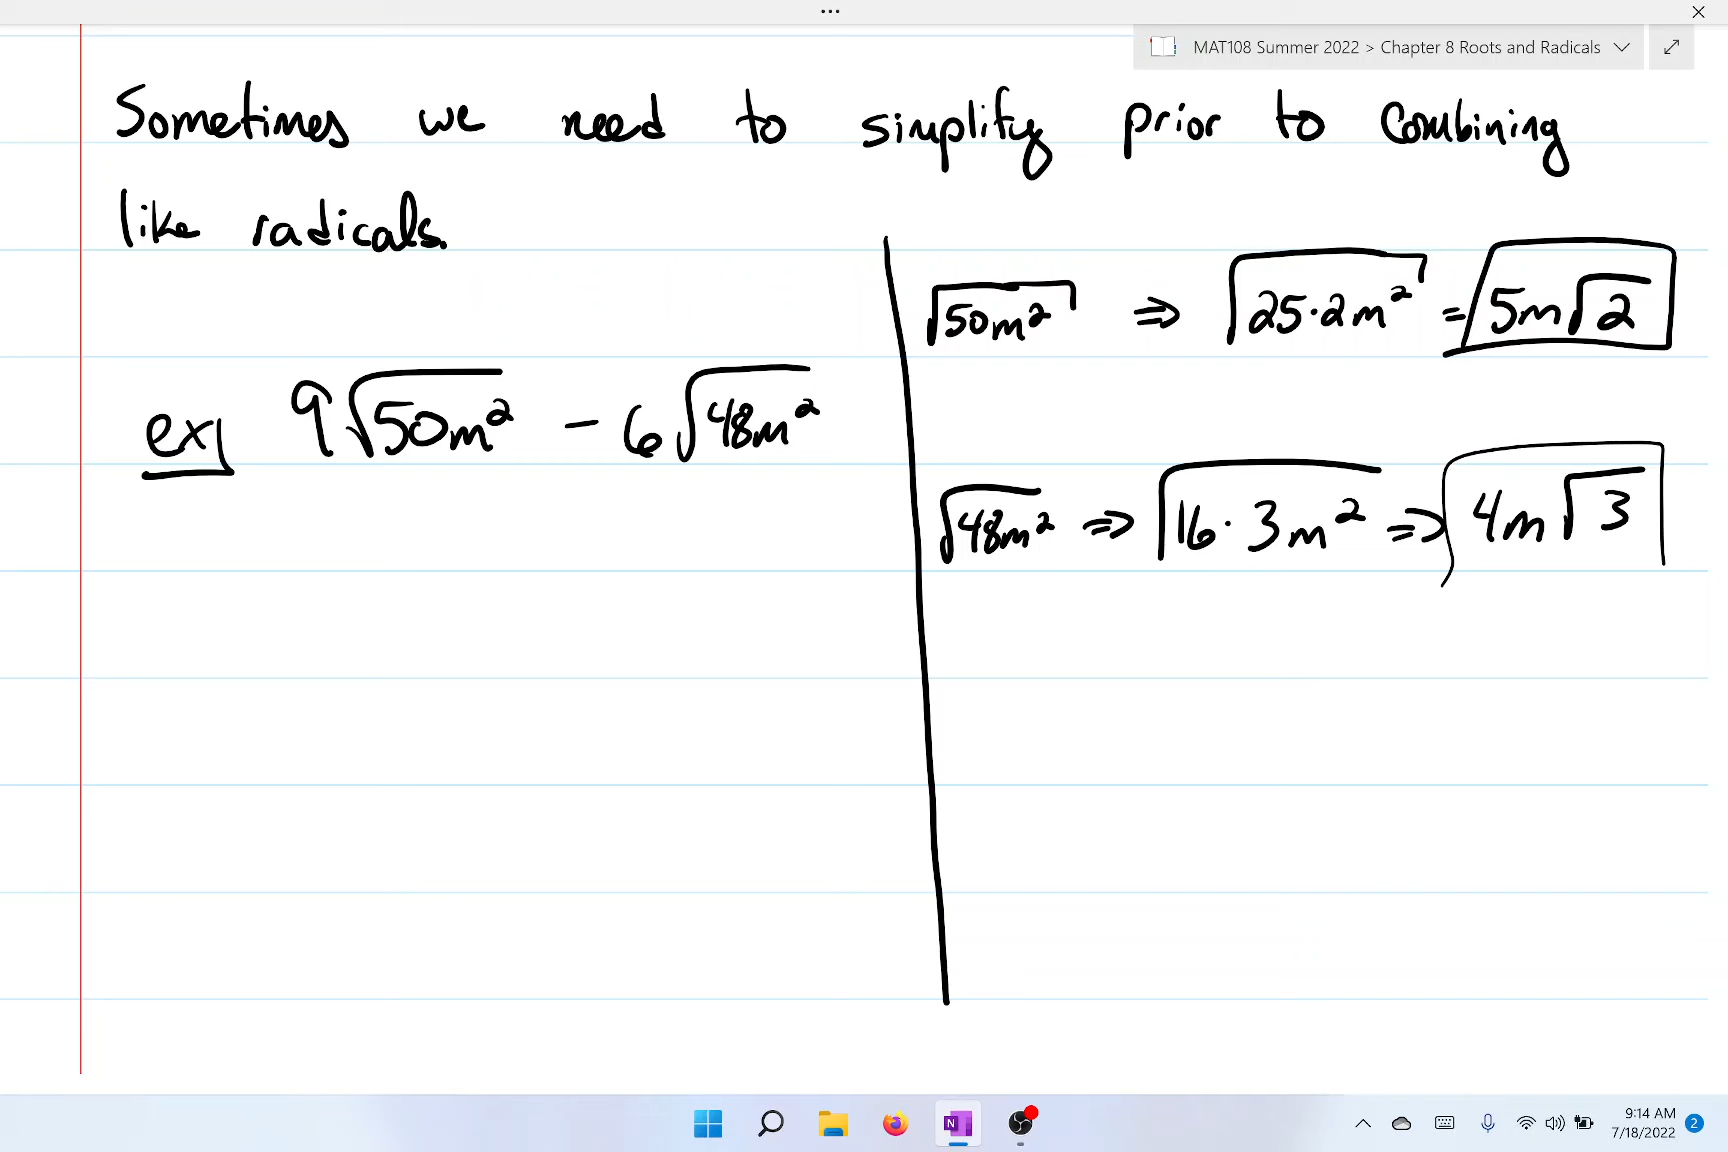 MAT108 Summer 2022 > Chapter 8 Roots and Radicals
Sometimes we need to simplify prior to combining
like radicals.
√50m² ⇒ √25·2m² = 5m√2
ex 9√50m² - 6√48m²
√48m² ⇒ √16·3m² ⇒ 4m√3
9:14 AM
7/18/2022
2